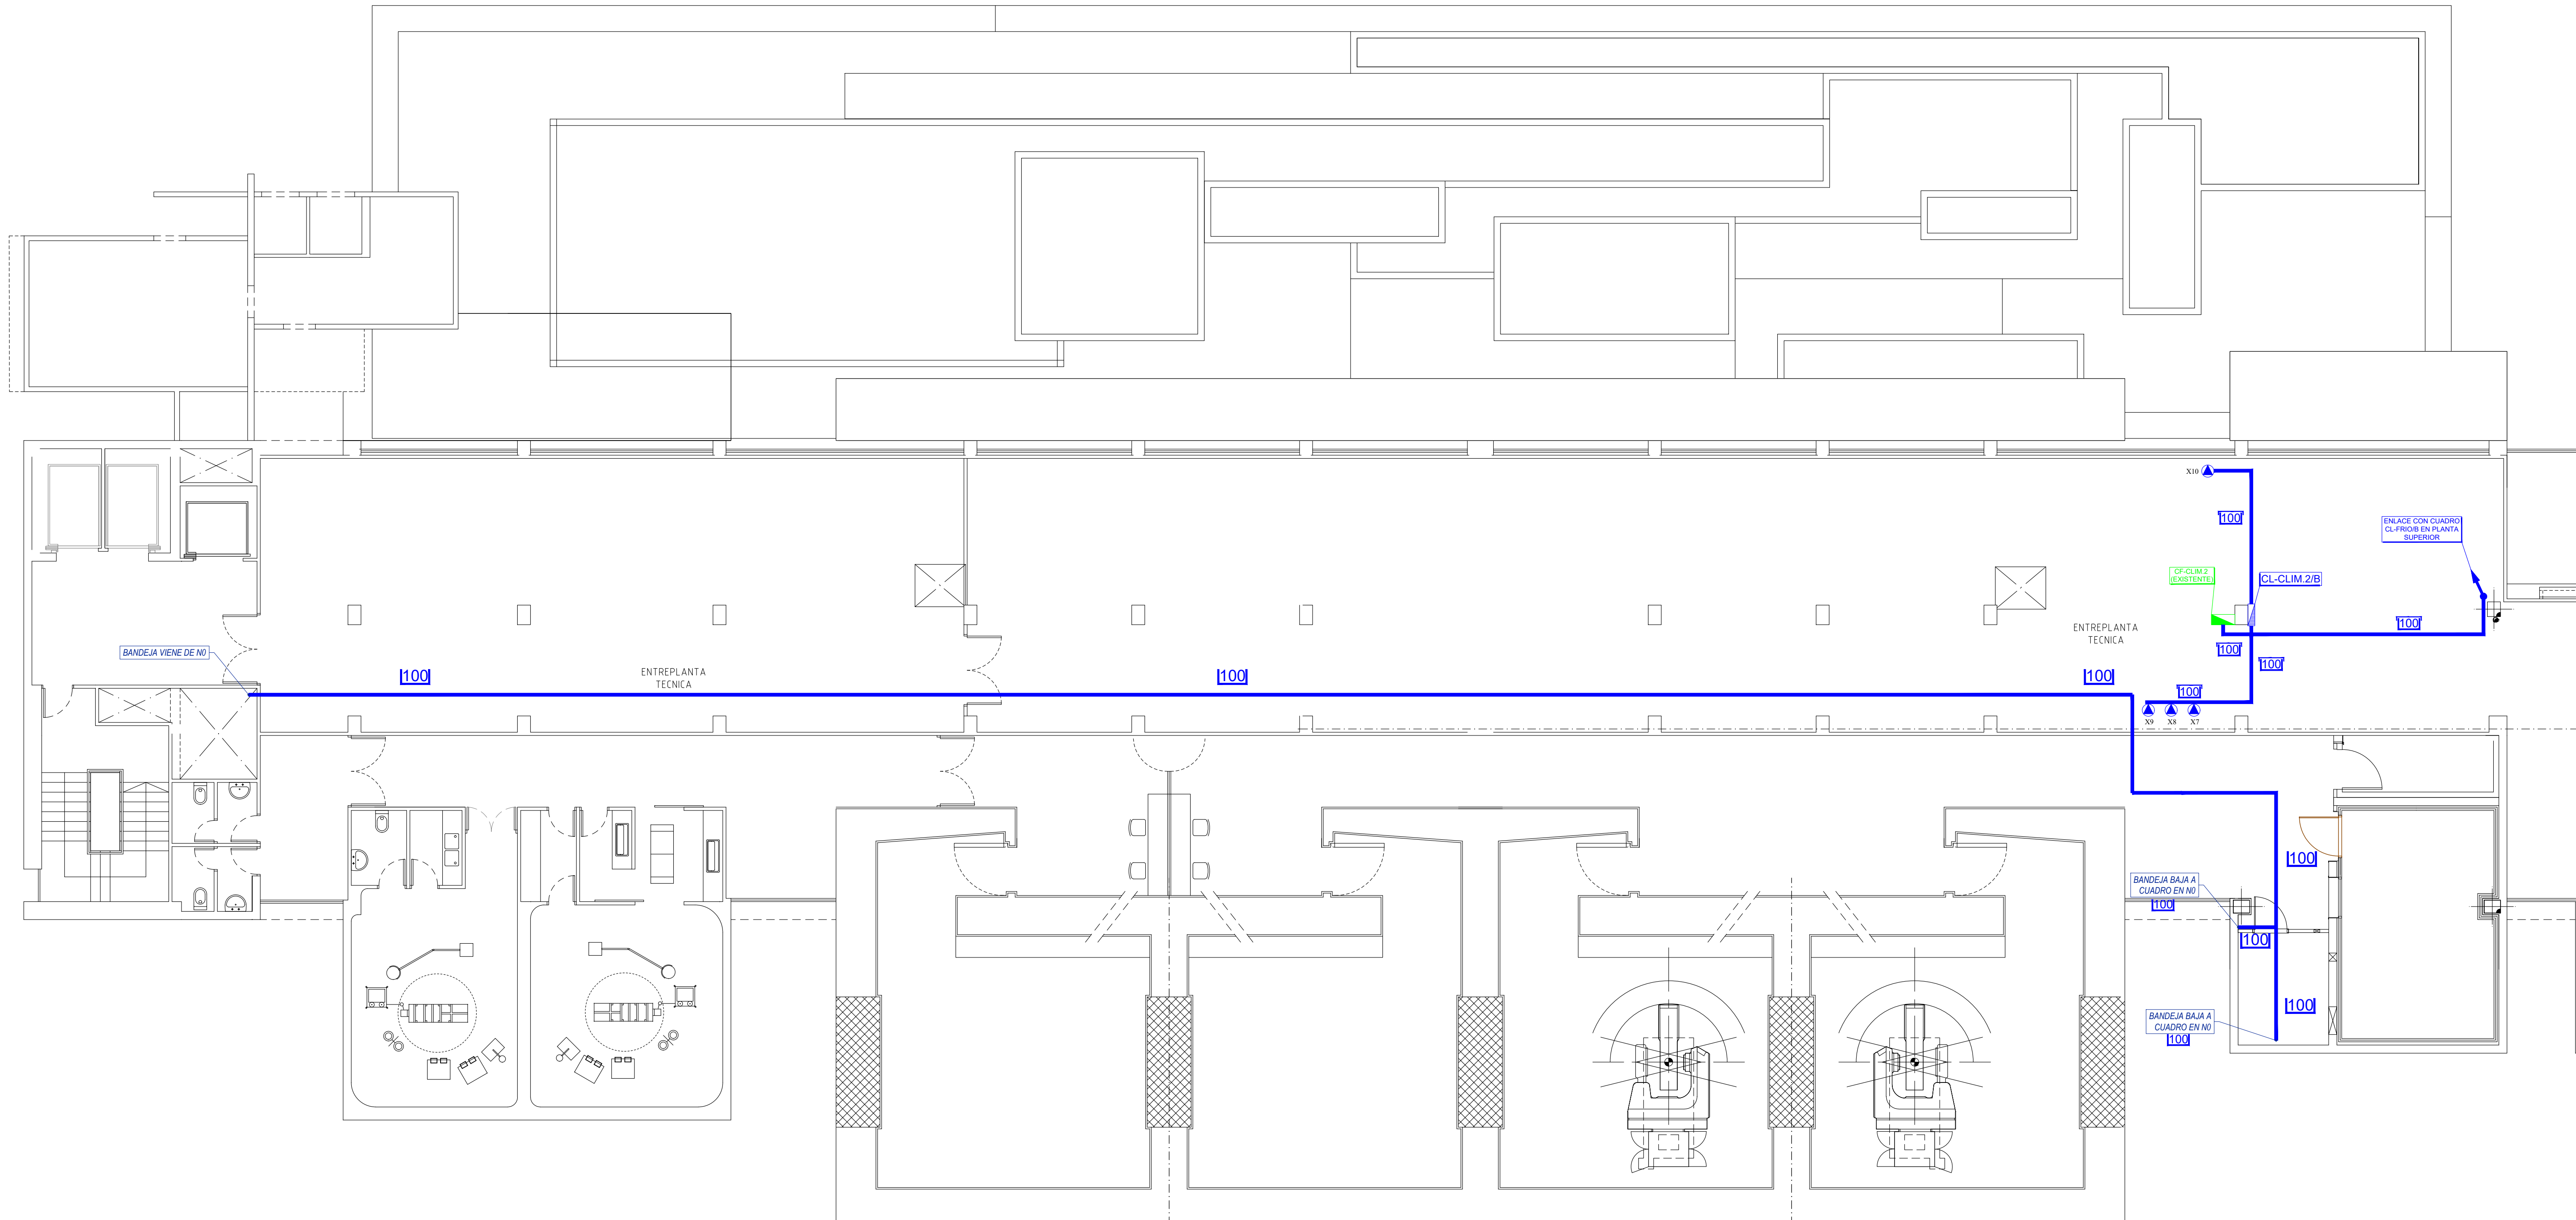 X10
100
ENLACE CON CUADRO
CL-FRIO/B EN PLANTA
SUPERIOR
CF-CLIM.2
(EXISTENTE)
CL-CLIM.2/B
100
ENTREPLANTA
TECNICA
BANDEJA VIENE DE N0
100
100
ENTREPLANTA
TECNICA
100
100
100
100
X9
X8
X7
100
100
BANDEJA BAJA A
CUADRO EN N0
100
100
100
BANDEJA BAJA A
CUADRO EN N0
100